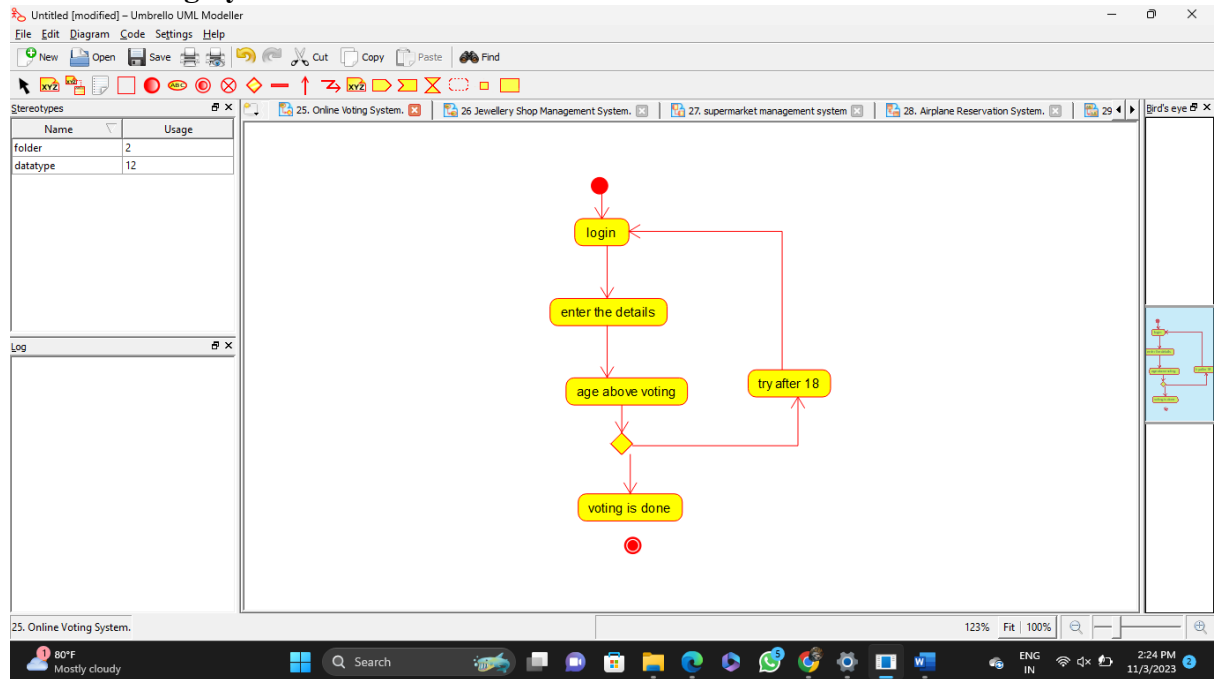 Untitled [modified] – Umbrello UML Modeller
File Edit Diagram Code Settings Help
New Open Save Cut Copy Paste Find
Stereotypes
25. Online Voting System. 26 Jewellery Shop Management System. 27. supermarket management system 28. Airplane Reservation System. 29
Bird's eye
Name Usage
folder 2
datatype 12
login
enter the details
Log
age above voting
try after 18
voting is done
25. Online Voting System.
123% Fit 100%
1 80°F
Mostly cloudy
Search
5
ENG
IN
2:24 PM
11/3/2023
2